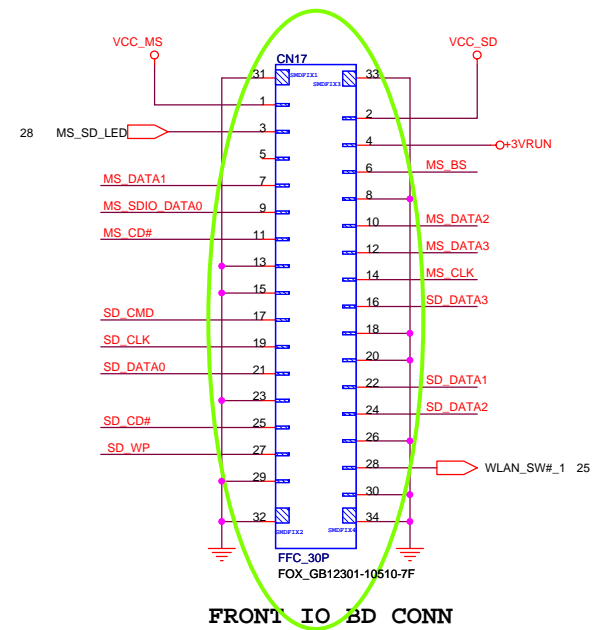 VCC_MS VCC_SD
CN17
31 SMDFIX1 SMDFIX3 33
1
2
28 MS_SD_LED 3
4 +3VRUN
5
6 MS_BS
MS_DATA1 7
8
MS_SDIO_DATA0 9
10 MS_DATA2
MS_CD# 11
12 MS_DATA3
13
14 MS_CLK
15
16 SD_DATA3
SD_CMD 17
18
SD_CLK 19
20
SD_DATA0 21
22 SD_DATA1
23
24 SD_DATA2
SD_CD# 25
26
SD_WP 27
28 WLAN_SW#_1 25
29
30
32 SMDFIX2 SMDFIX4 34
FFC_30P
FOX_GB12301-10510-7F
FRONT IO BD CONN